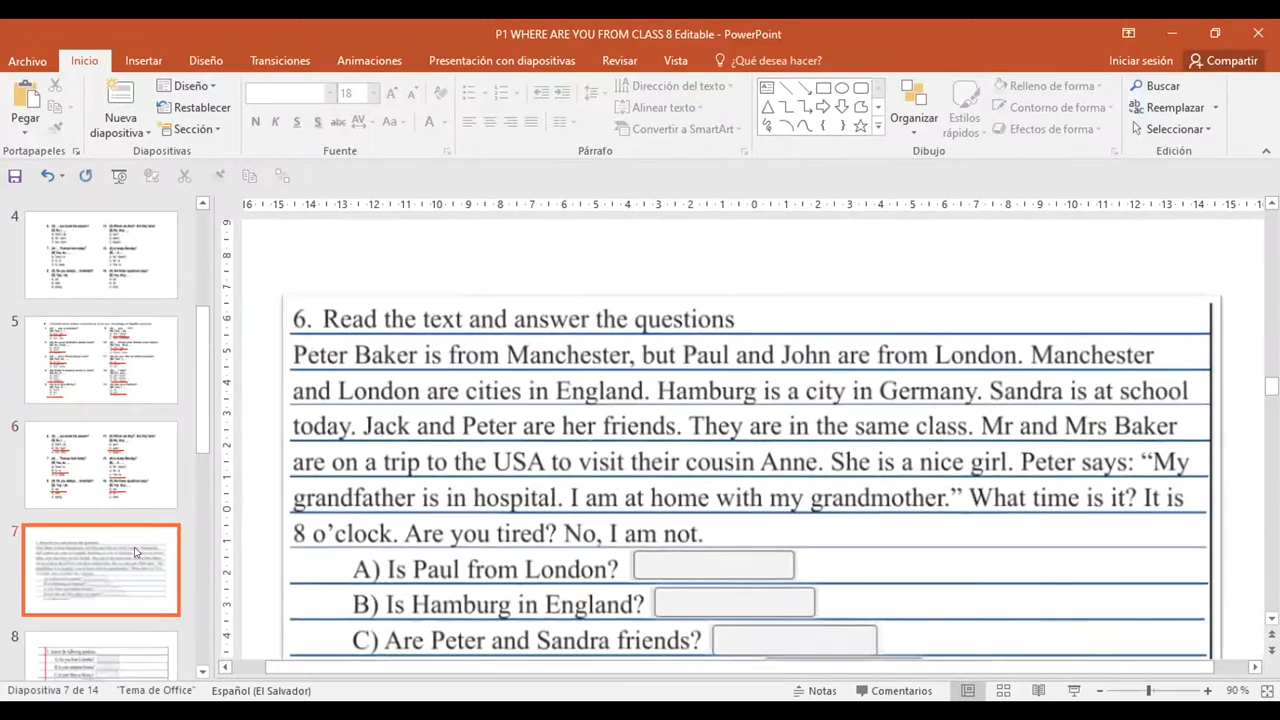 P1 WHERE ARE YOU FROM CLASS 8 Editable - PowerPoint
Archivo Inicio Insertar Diseño Transiciones Animaciones Presentación con diapositivas Revisar Vista ¿Qué desea hacer? Iniciar sesión Compartir
Pegar
Portapapeles
Nueva diapositiva
Diseño
Restablecer
Sección
Diapositivas
18
N K S S abc AV Aa A
Fuente
Párrafo
Dirección del texto
Alinear texto
Convertir a SmartArt
Organizar
Estilos rápidos
Relleno de forma
Contorno de forma
Efectos de forma
Dibujo
Buscar
Reemplazar
Seleccionar
Edición
4
5
6
7
8
6. Read the text and answer the questions
Peter Baker is from Manchester, but Paul and John are from London. Manchester
and London are cities in England. Hamburg is a city in Germany. Sandra is at school
today. Jack and Peter are her friends. They are in the same class. Mr and Mrs Baker
are on a trip to the USA to visit their cousin Anne. She is a nice girl. Peter says: “My
grandfather is in hospital. I am at home with my grandmother.” What time is it? It is
8 o’clock. Are you tired? No, I am not.
A) Is Paul from London?
B) Is Hamburg in England?
C) Are Peter and Sandra friends?
Diapositiva 7 de 14 "Tema de Office" Español (El Salvador) Notas Comentarios 90 %